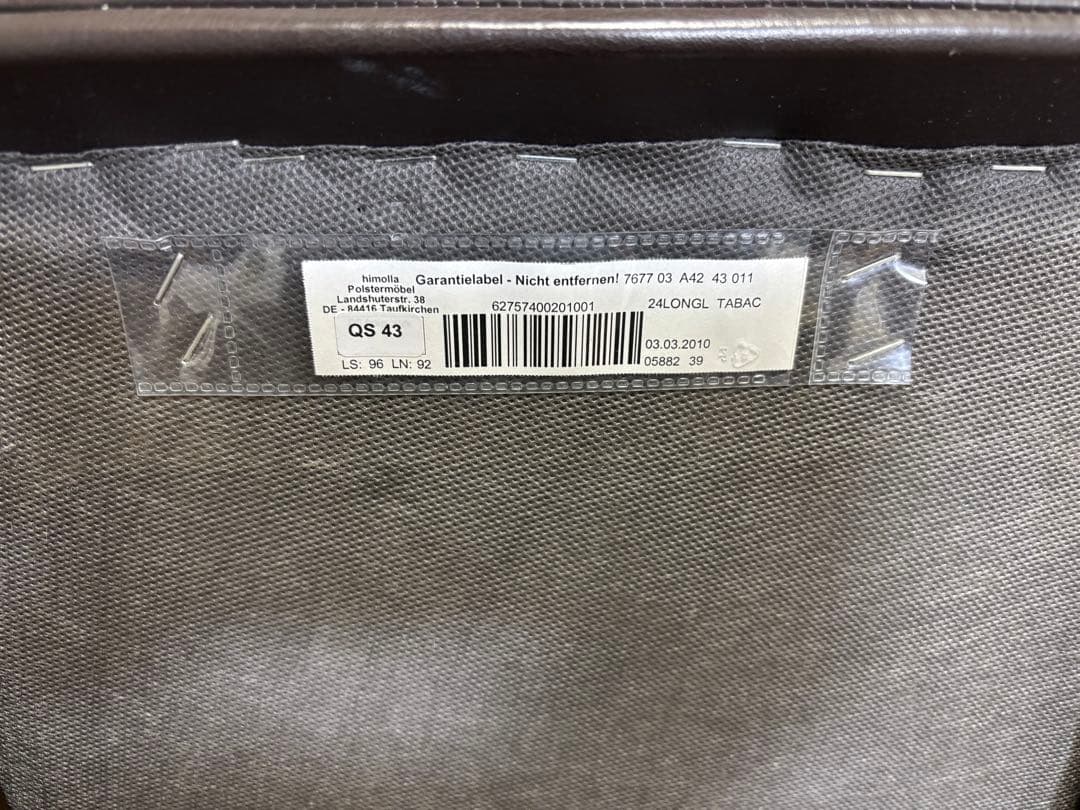 himolla
Polstermöbel
Landshuterstr. 38
DE - 84416 Taufkirchen
QS 43
LS: 96 LN: 92
Garantielabel - Nicht entfernen! 7677 03 A42 43 011
62757400201001
24LONGL TABAC
03.03.2010
05882 39